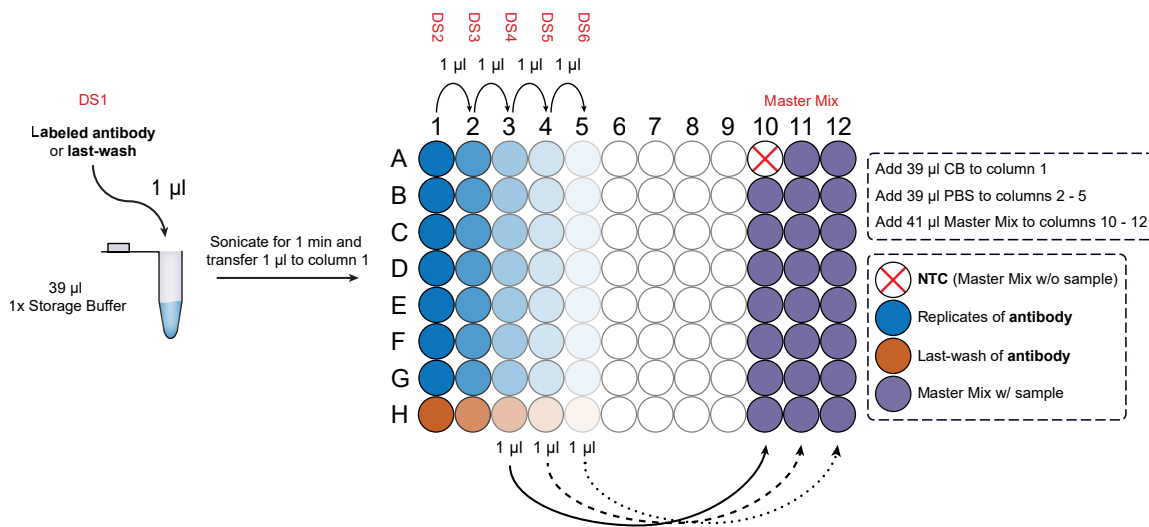 DS2 DS3 DS4 DS5 DS6
1 µl 1 µl 1 µl 1 µl
DS1
Labeled antibody
or last-wash
1 µl
39 µl
1x Storage Buffer
Sonicate for 1 min and
transfer 1 µl to column 1
Master Mix
1 2 3 4 5 6 7 8 9 10 11 12
A
B
C
D
E
F
G
H
1 µl 1 µl 1 µl
Add 39 µl CB to column 1
Add 39 µl PBS to columns 2 - 5
Add 41 µl Master Mix to columns 10 - 12
NTC (Master Mix w/o sample)
Replicates of antibody
Last-wash of antibody
Master Mix w/ sample